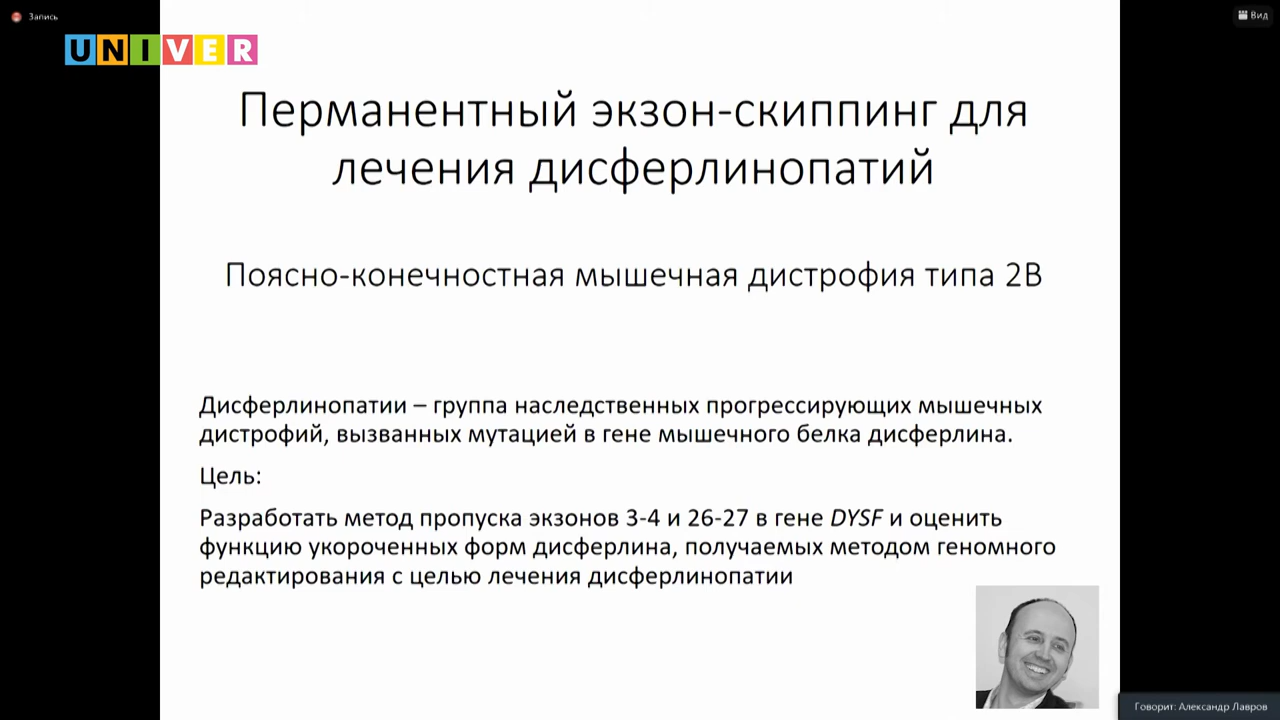 Запись
Вид
UNIVER
Перманентный экзон-скиппинг для
лечения дисферлинопатий
Поясно-конечностная мышечная дистрофия типа 2В
Дисферлинопатии – группа наследственных прогрессирующих мышечных
дистрофий, вызванных мутацией в гене мышечного белка дисферлина.
Цель:
Разработать метод пропуска экзонов 3-4 и 26-27 в гене DYSF и оценить
функцию укороченных форм дисферлина, получаемых методом геномного
редактирования с целью лечения дисферлинопатии
Говорит: Александр Лавров